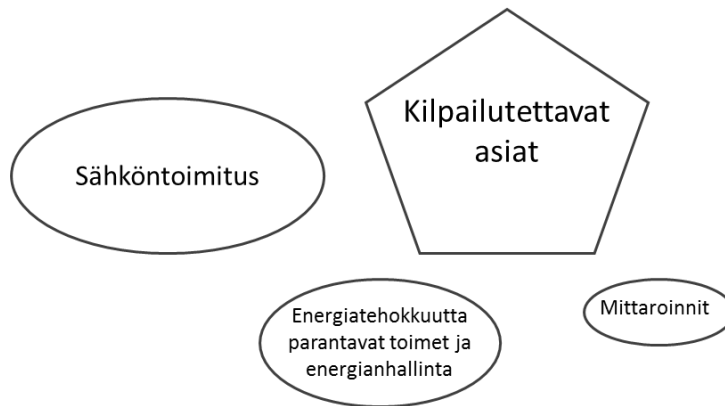 Kilpailutettavat
asiat
Sähköntoimitus
Energiatehokkuutta
parantavat toimet ja
energianhallinta
Mittaroinnit